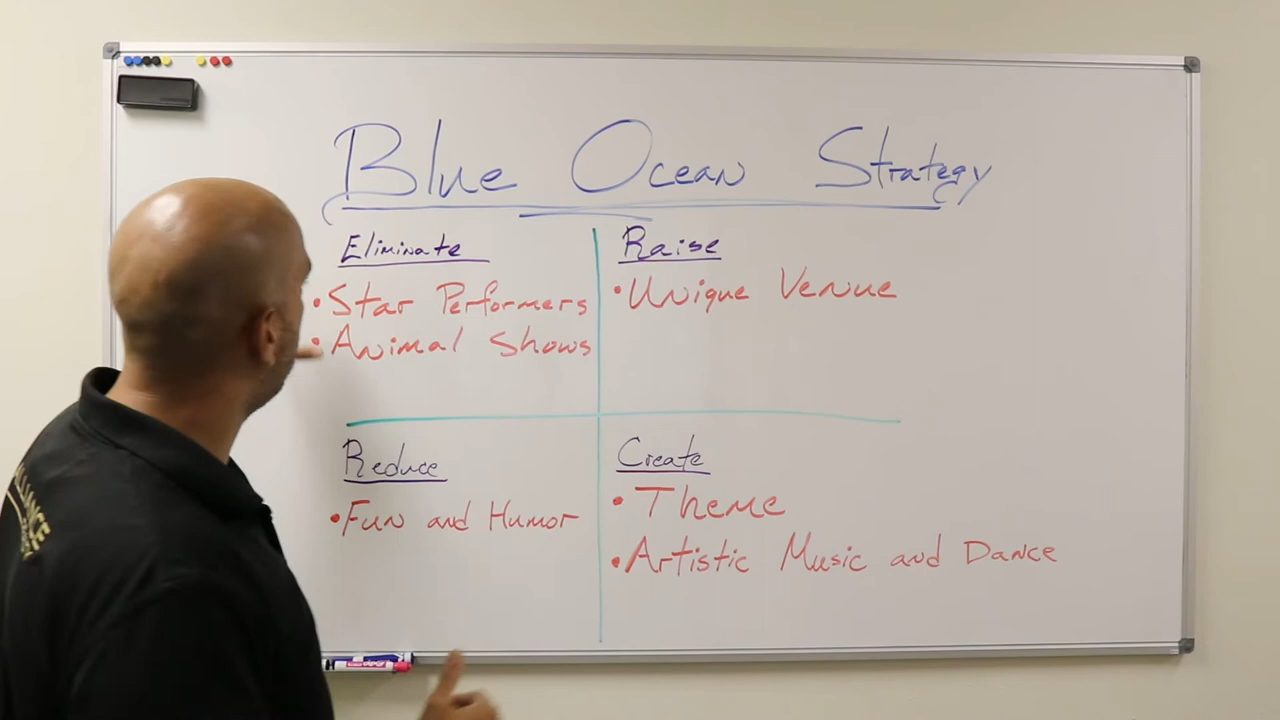 Blue Ocean Strategy
Eliminate
• Star Performers
• Animal Shows
Raise
• Unique Venue
Reduce
• Fun and Humor
Create
• Theme
• Artistic Music and Dance